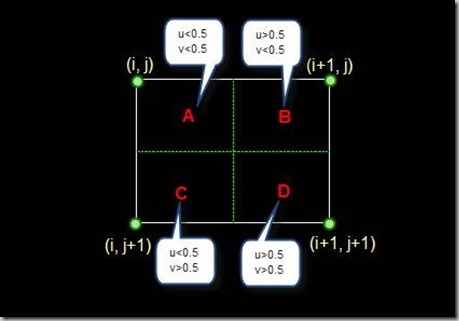 u<0.5
v<0.5
u>0.5
v<0.5
(i, j)
(i+1, j)
A
B
C
D
(i, j+1)
(i+1, j+1)
u<0.5
v>0.5
u>0.5
v>0.5